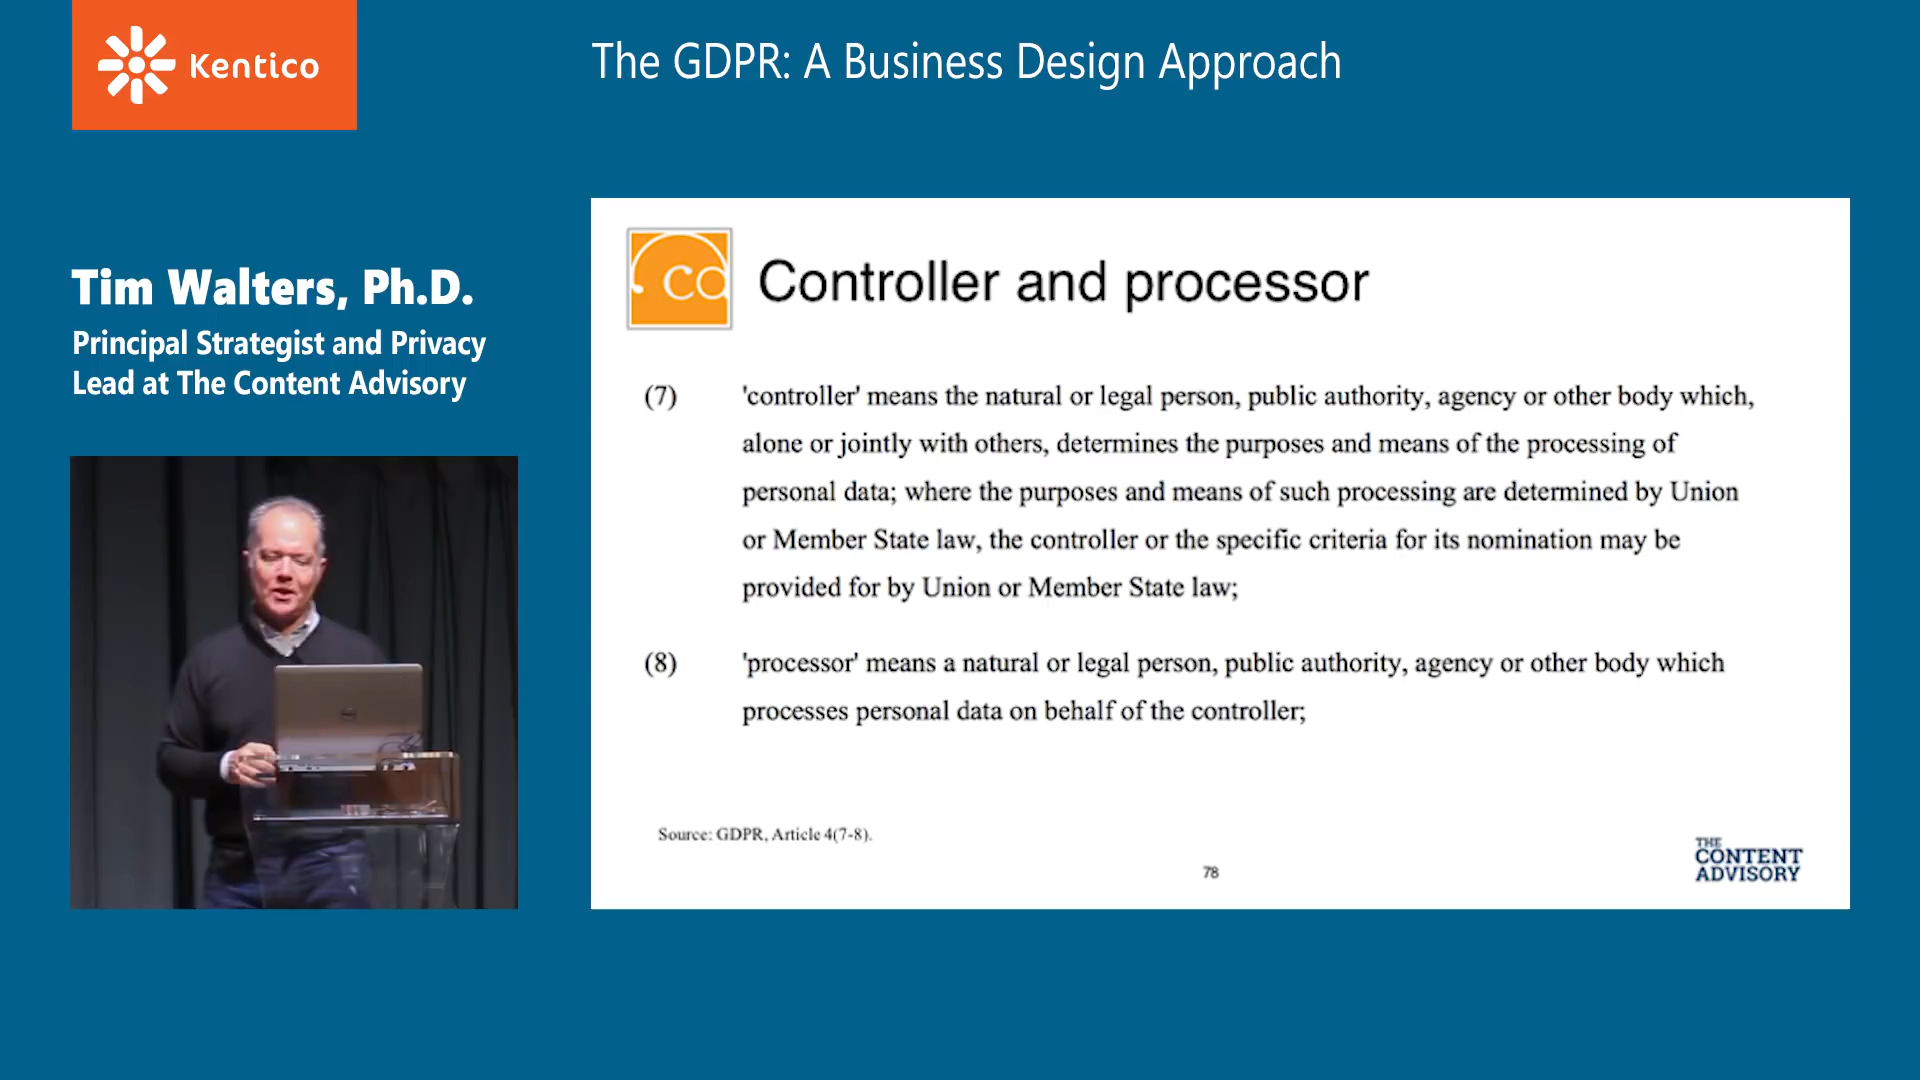 Kentico
The GDPR: A Business Design Approach
Tim Walters, Ph.D.
Principal Strategist and Privacy
Lead at The Content Advisory
ca
Controller and processor
(7) 'controller' means the natural or legal person, public authority, agency or other body which,
alone or jointly with others, determines the purposes and means of the processing of
personal data; where the purposes and means of such processing are determined by Union
or Member State law, the controller or the specific criteria for its nomination may be
provided for by Union or Member State law;
(8) 'processor' means a natural or legal person, public authority, agency or other body which
processes personal data on behalf of the controller;
Source: GDPR, Article 4(7-8).
78
THE
CONTENT
ADVISORY